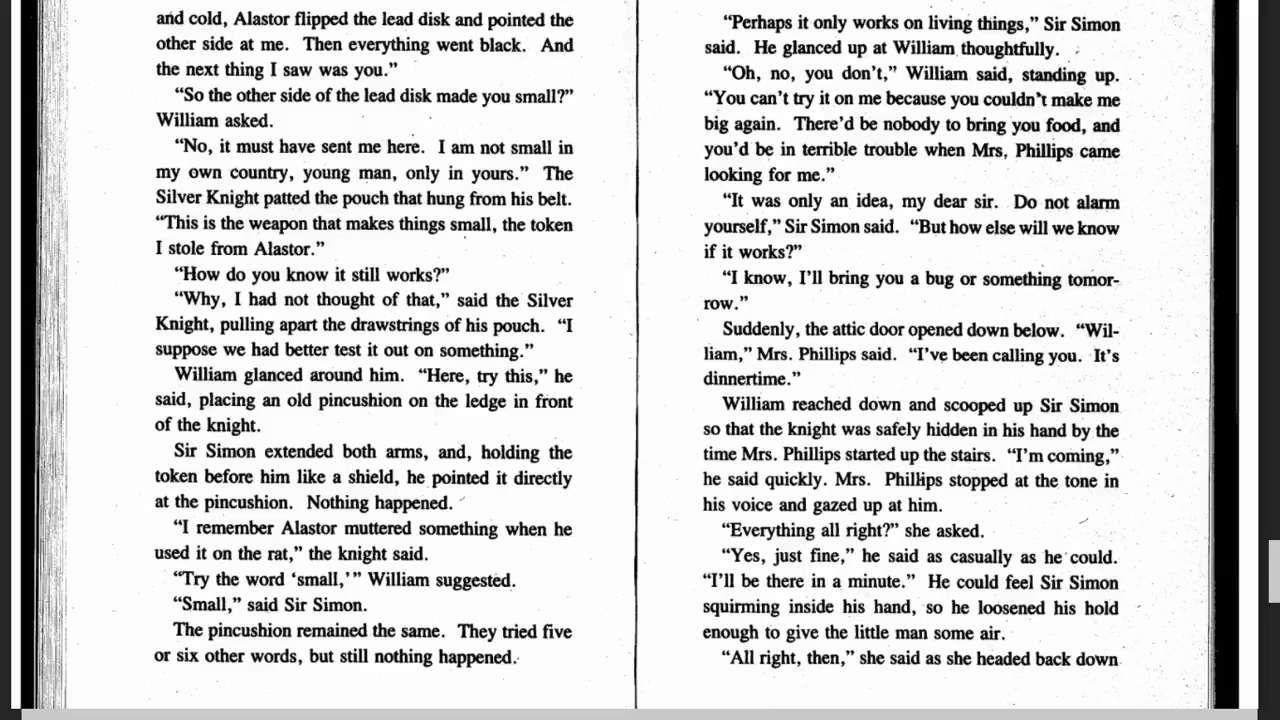 and cold, Alastor flipped the lead disk and pointed the
other side at me. Then everything went black. And
the next thing I saw was you.”
“So the other side of the lead disk made you small?”
William asked.
“No, it must have sent me here. I am not small in
my own country, young man, only in yours.” The
Silver Knight patted the pouch that hung from his belt.
“This is the weapon that makes things small, the token
I stole from Alastor.”
“How do you know it still works?”
“Why, I had not thought of that,” said the Silver
Knight, pulling apart the drawstrings of his pouch. “I
suppose we had better test it out on something.”
William glanced around him. “Here, try this,” he
said, placing an old pincushion on the ledge in front
of the knight.
Sir Simon extended both arms, and, holding the
token before him like a shield, he pointed it directly
at the pincushion. Nothing happened.
“I remember Alastor muttered something when he
used it on the rat,” the knight said.
“Try the word ‘small,’” William suggested.
“Small,” said Sir Simon.
The pincushion remained the same. They tried five
or six other words, but still nothing happened.
“Perhaps it only works on living things,” Sir Simon
said. He glanced up at William thoughtfully.
“Oh, no, you don’t,” William said, standing up.
“You can’t try it on me because you couldn’t make me
big again. There’d be nobody to bring you food, and
you’d be in terrible trouble when Mrs. Phillips came
looking for me.”
“It was only an idea, my dear sir. Do not alarm
yourself,” Sir Simon said. “But how else will we know
if it works?”
“I know, I’ll bring you a bug or something tomor-
row.”
Suddenly, the attic door opened down below. “Wil-
liam,” Mrs. Phillips said. “I’ve been calling you. It’s
dinnertime.”
William reached down and scooped up Sir Simon
so that the knight was safely hidden in his hand by the
time Mrs. Phillips started up the stairs. “I’m coming,”
he said quickly. Mrs. Phillips stopped at the tone in
his voice and gazed up at him.
“Everything all right?” she asked.
“Yes, just fine,” he said as casually as he could.
“I’ll be there in a minute.” He could feel Sir Simon
squirming inside his hand, so he loosened his hold
enough to give the little man some air.
“All right, then,” she said as she headed back down